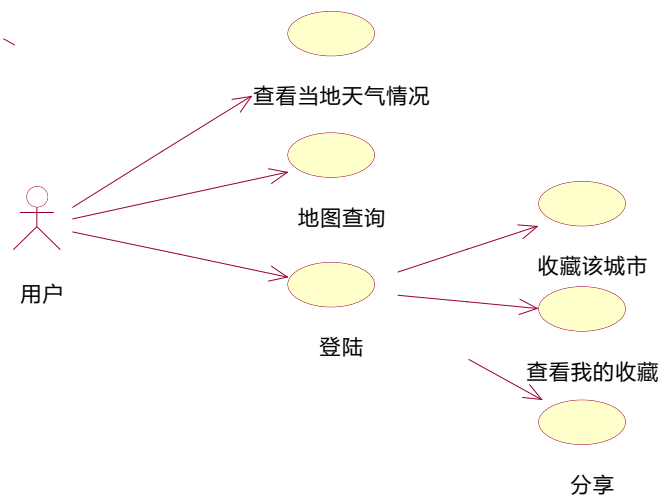 查看当地天气情况
地图查询
用户
收藏该城市
登陆
查看我的收藏
分享